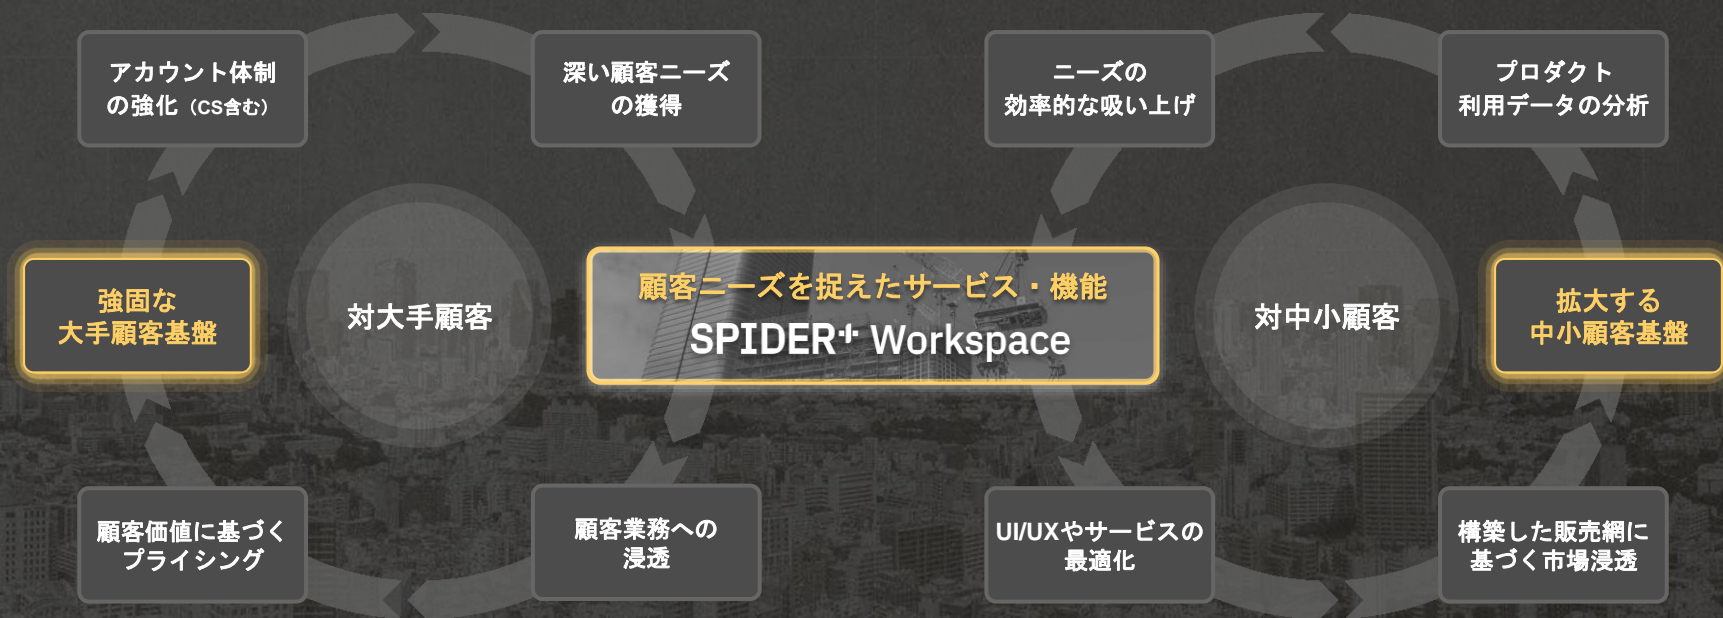 アカウント体制
の強化（CS含む）
深い顧客ニーズ
の獲得
ニーズの
効率的な吸い上げ
プロダクト
利用データの分析
強固な
大手顧客基盤
対大手顧客
顧客ニーズを捉えたサービス・機能
SPIDER+ Workspace
対中小顧客
拡大する
中小顧客基盤
顧客価値に基づく
プライシング
顧客業務への
浸透
UI/UXやサービスの
最適化
構築した販売網に
基づく市場浸透